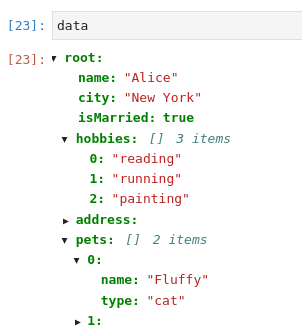 [23]: data
[23]: ▼ root:
name: "Alice"
city: "New York"
isMarried: true
▼ hobbies: [] 3 items
0: "reading"
1: "running"
2: "painting"
▶ address:
▼ pets: [] 2 items
▼ 0:
name: "Fluffy"
type: "cat"
▶ 1: